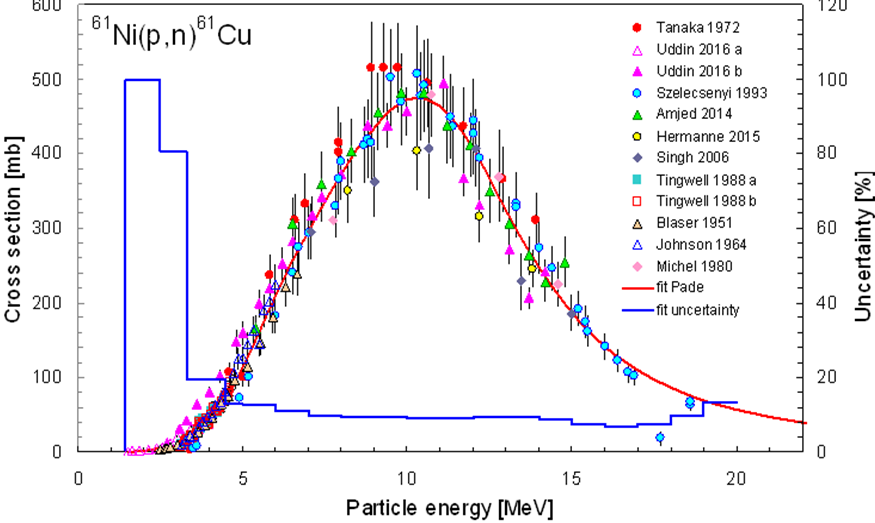 600
500
400
300
200
100
0
Cross section [mb]
⁶¹Ni(p,n)⁶¹Cu
Tanaka 1972
Uddin 2016 a
Uddin 2016 b
Szelecsenyi 1993
Amjed 2014
Hermanne 2015
Singh 2006
Tingwell 1988 a
Tingwell 1988 b
Blaser 1951
Johnson 1964
Michel 1980
fit Pade
fit uncertainty
120
100
80
60
40
20
0
Uncertainty [%]
0 5 10 15 20
Particle energy [MeV]